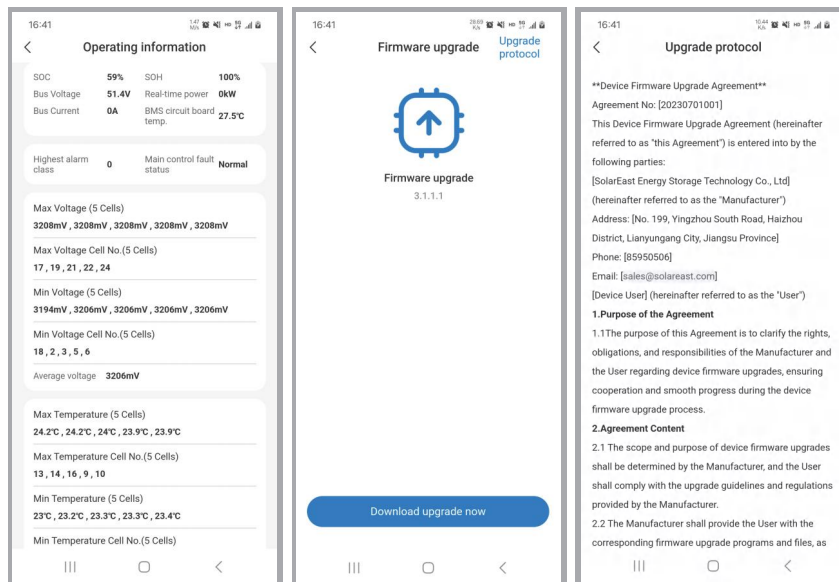 16:41
1.47 K/s HD 5G
Operating information
SOC 59% SOH 100%
Bus Voltage 51.4V Real-time power 0kW
Bus Current 0A BMS circuit board temp. 27.5℃
Highest alarm class 0 Main control fault status Normal
Max Voltage (5 Cells)
3208mV , 3208mV , 3208mV , 3208mV , 3208mV
Max Voltage Cell No.(5 Cells)
17 , 19 , 21 , 22 , 24
Min Voltage (5 Cells)
3194mV , 3206mV , 3206mV , 3206mV , 3206mV
Min Voltage Cell No.(5 Cells)
18 , 2 , 3 , 5 , 6
Average voltage 3206mV
Max Temperature (5 Cells)
24.2℃ , 24.2℃ , 24℃ , 23.9℃ , 23.9℃
Max Temperature Cell No.(5 Cells)
13 , 14 , 16 , 9 , 10
Min Temperature (5 Cells)
23℃ , 23.2℃ , 23.3℃ , 23.3℃ , 23.4℃
Min Temperature Cell No.(5 Cells)
16:41
28.69 K/s HD 5G
Firmware upgrade
Upgrade
protocol
Firmware upgrade
3.1.1.1
Download upgrade now
16:41
10.44 K/s HD 5G
Upgrade protocol
**Device Firmware Upgrade Agreement**
Agreement No: [20230701001]
This Device Firmware Upgrade Agreement (hereinafter
referred to as "this Agreement") is entered into by the
following parties:
[SolarEast Energy Storage Technology Co., Ltd]
(hereinafter referred to as the "Manufacturer")
Address: [No. 199, Yingzhou South Road, Haizhou
District, Lianyungang City, Jiangsu Province]
Phone: [85950506]
Email: [sales@solareast.com]
[Device User] (hereinafter referred to as the "User")
1.Purpose of the Agreement
1.1The purpose of this Agreement is to clarify the rights,
obligations, and responsibilities of the Manufacturer and
the User regarding device firmware upgrades, ensuring
cooperation and smooth progress during the device
firmware upgrade process.
2.Agreement Content
2.1 The scope and purpose of device firmware upgrades
shall be determined by the Manufacturer, and the User
shall comply with the upgrade guidelines and regulations
provided by the Manufacturer.
2.2 The Manufacturer shall provide the User with the
corresponding firmware upgrade programs and files, as